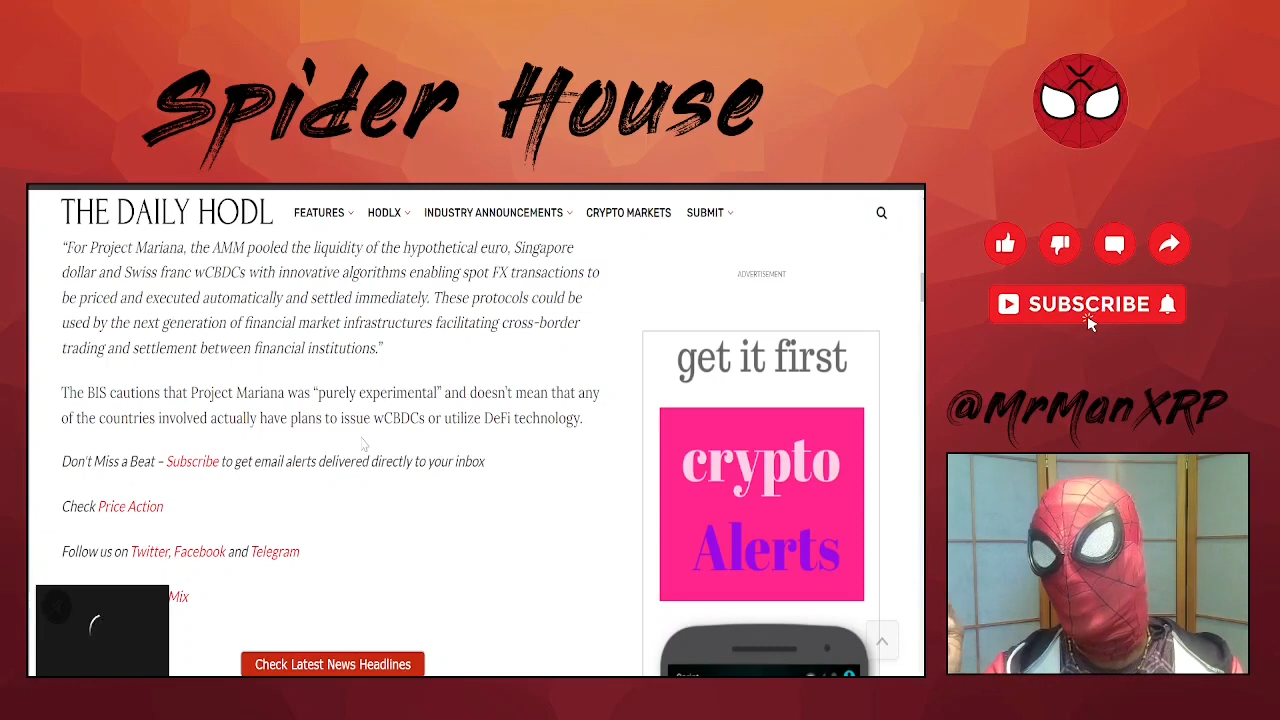 Spider House
THE DAILY HODL
FEATURES
HODLX
INDUSTRY ANNOUNCEMENTS
CRYPTO MARKETS
SUBMIT
“For Project Mariana, the AMM pooled the liquidity of the hypothetical euro, Singapore
dollar and Swiss franc wCBDCs with innovative algorithms enabling spot FX transactions to
be priced and executed automatically and settled immediately. These protocols could be
used by the next generation of financial market infrastructures facilitating cross-border
trading and settlement between financial institutions.”
The BIS cautions that Project Mariana was “purely experimental” and doesn’t mean that any
of the countries involved actually have plans to issue wCBDCs or utilize DeFi technology.
Don't Miss a Beat – Subscribe to get email alerts delivered directly to your inbox
Check Price Action
Follow us on Twitter, Facebook and Telegram
Mix
Check Latest News Headlines
ADVERTISEMENT
get it first
crypto
Alerts
SUBSCRIBE
@MrManXRP